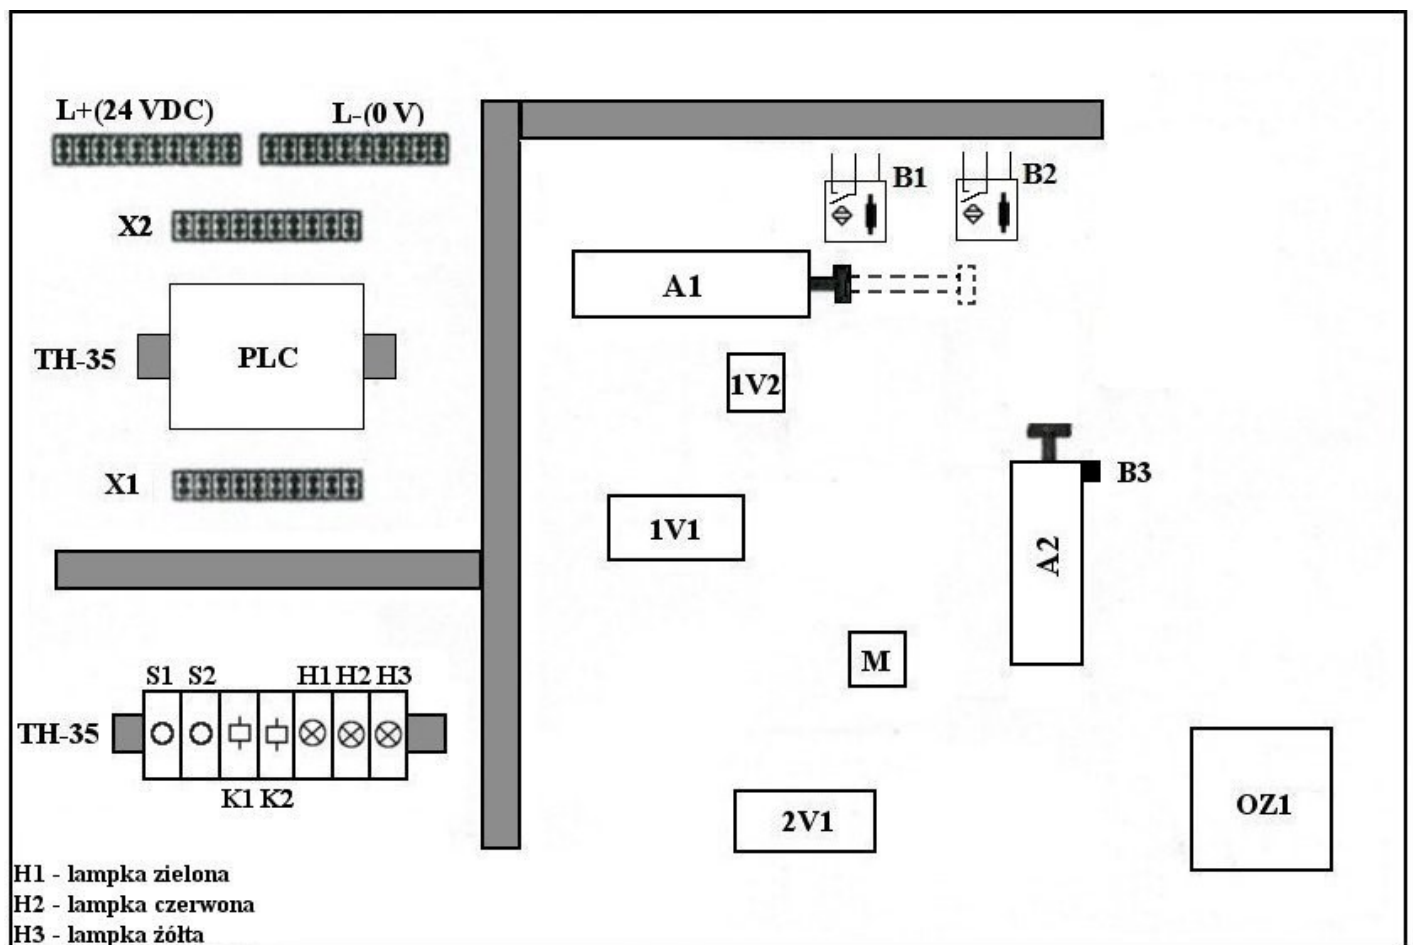 L+(24 VDC)
L-(0 V)
B1
B2
X2
A1
TH-35
PLC
1V2
X1
B3
1V1
A2
M
S1 S2 H1 H2 H3
TH-35
K1 K2
2V1
OZ1
H1 - lampka zielona
H2 - lampka czerwona
H3 - lampka żółta